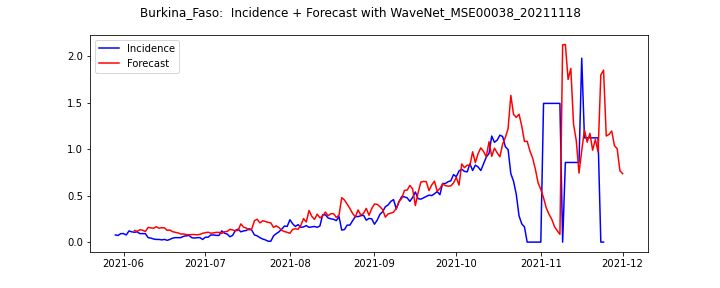 Burkina_Faso:  Incidence + Forecast with WaveNet_MSE00038_20211118
Incidence
Forecast
2.0
1.5
1.0
0.5
0.0
2021-06 2021-07 2021-08 2021-09 2021-10 2021-11 2021-12